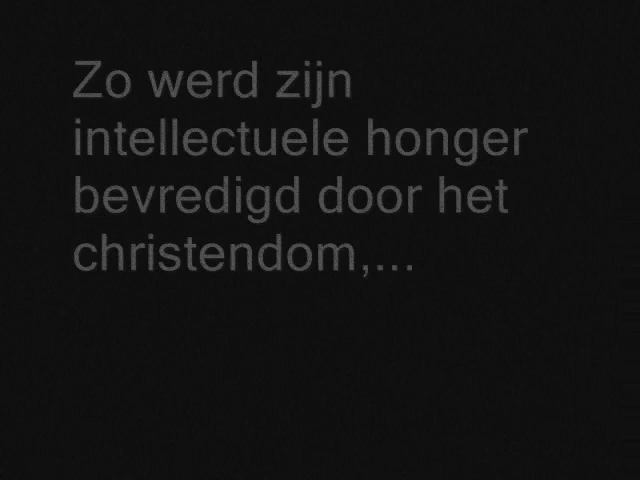 Zo werd zijn
intellectuele honger
bevredigd door het
christendom,...